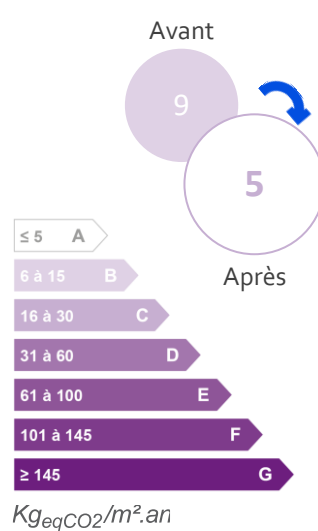 Avant
9
5
Après
≤ 5 A
6 à 15 B
16 à 30 C
31 à 60 D
61 à 100 E
101 à 145 F
≥ 145 G
KgeqCO2/m².an